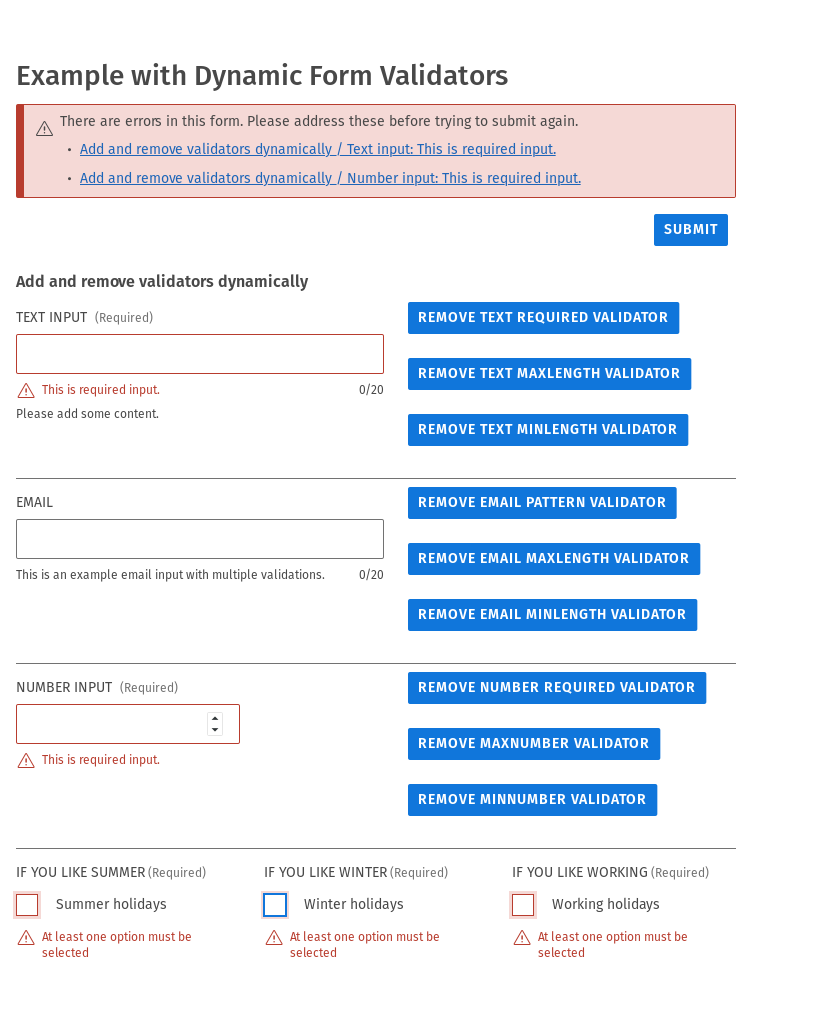 Example with Dynamic Form Validators
There are errors in this form. Please address these before trying to submit again.
• Add and remove validators dynamically / Text input: This is required input.
• Add and remove validators dynamically / Number input: This is required input.
SUBMIT
Add and remove validators dynamically
TEXT INPUT (Required)
This is required input. 0/20
Please add some content.
REMOVE TEXT REQUIRED VALIDATOR
REMOVE TEXT MAXLENGTH VALIDATOR
REMOVE TEXT MINLENGTH VALIDATOR
EMAIL
This is an example email input with multiple validations. 0/20
REMOVE EMAIL PATTERN VALIDATOR
REMOVE EMAIL MAXLENGTH VALIDATOR
REMOVE EMAIL MINLENGTH VALIDATOR
NUMBER INPUT (Required)
This is required input.
REMOVE NUMBER REQUIRED VALIDATOR
REMOVE MAXNUMBER VALIDATOR
REMOVE MINNUMBER VALIDATOR
IF YOU LIKE SUMMER (Required)
Summer holidays
At least one option must be
selected
IF YOU LIKE WINTER (Required)
Winter holidays
At least one option must be
selected
IF YOU LIKE WORKING (Required)
Working holidays
At least one option must be
selected